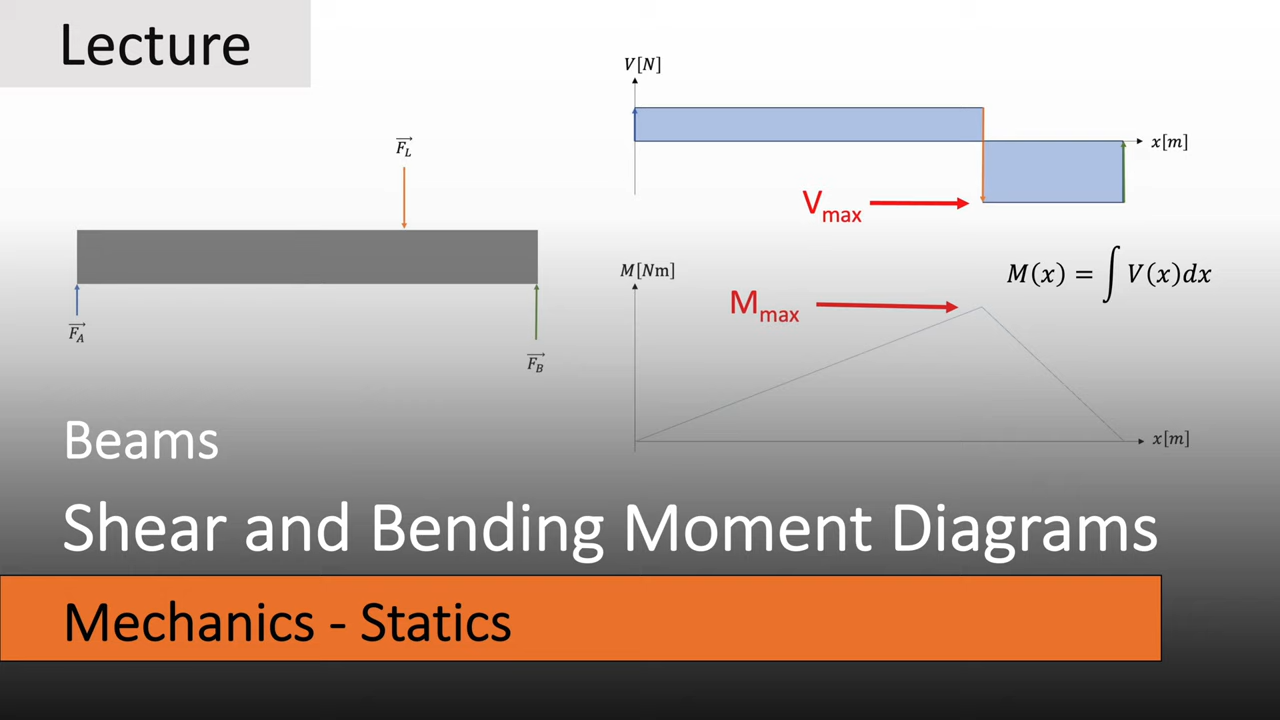 Lecture
V[N]
x[m]
F_L
V_max
M(x) = ∫ V(x)dx
M[Nm]
M_max
F_A
F_B
x[m]
Beams
Shear and Bending Moment Diagrams
Mechanics - Statics